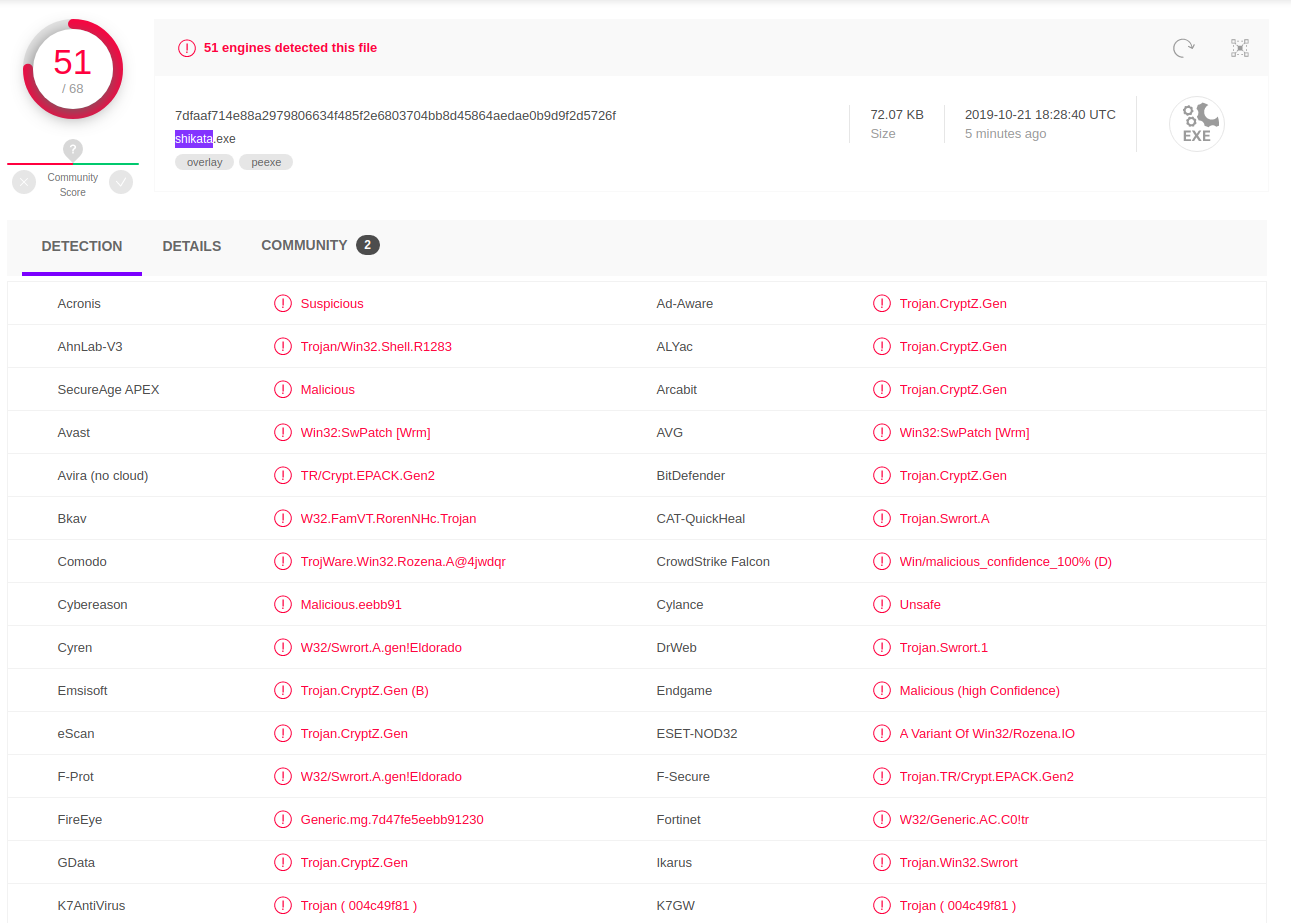 51
/ 68
Community
Score
51 engines detected this file
7dfaaf714e88a2979806634f485f2e6803704bb8d45864aedae0b9d9f2d5726f
shikata.exe
overlay peexe
72.07 KB
Size
2019-10-21 18:28:40 UTC
5 minutes ago
EXE
DETECTION DETAILS COMMUNITY 2
Acronis Suspicious Ad-Aware Trojan.CryptZ.Gen
AhnLab-V3 Trojan/Win32.Shell.R1283 ALYac Trojan.CryptZ.Gen
SecureAge APEX Malicious Arcabit Trojan.CryptZ.Gen
Avast Win32:SwPatch [Wrm] AVG Win32:SwPatch [Wrm]
Avira (no cloud) TR/Crypt.EPACK.Gen2 BitDefender Trojan.CryptZ.Gen
Bkav W32.FamVT.RorenNHc.Trojan CAT-QuickHeal Trojan.Swrort.A
Comodo TrojWare.Win32.Rozena.A@4jwdqr CrowdStrike Falcon Win/malicious_confidence_100% (D)
Cybereason Malicious.eebb91 Cylance Unsafe
Cyren W32/Swrort.A.gen!Eldorado DrWeb Trojan.Swrort.1
Emsisoft Trojan.CryptZ.Gen (B) Endgame Malicious (high Confidence)
eScan Trojan.CryptZ.Gen ESET-NOD32 A Variant Of Win32/Rozena.IO
F-Prot W32/Swrort.A.gen!Eldorado F-Secure Trojan.TR/Crypt.EPACK.Gen2
FireEye Generic.mg.7d47fe5eebb91230 Fortinet W32/Generic.AC.C0!tr
GData Trojan.CryptZ.Gen Ikarus Trojan.Win32.Swrort
K7AntiVirus Trojan ( 004c49f81 ) K7GW Trojan ( 004c49f81 )